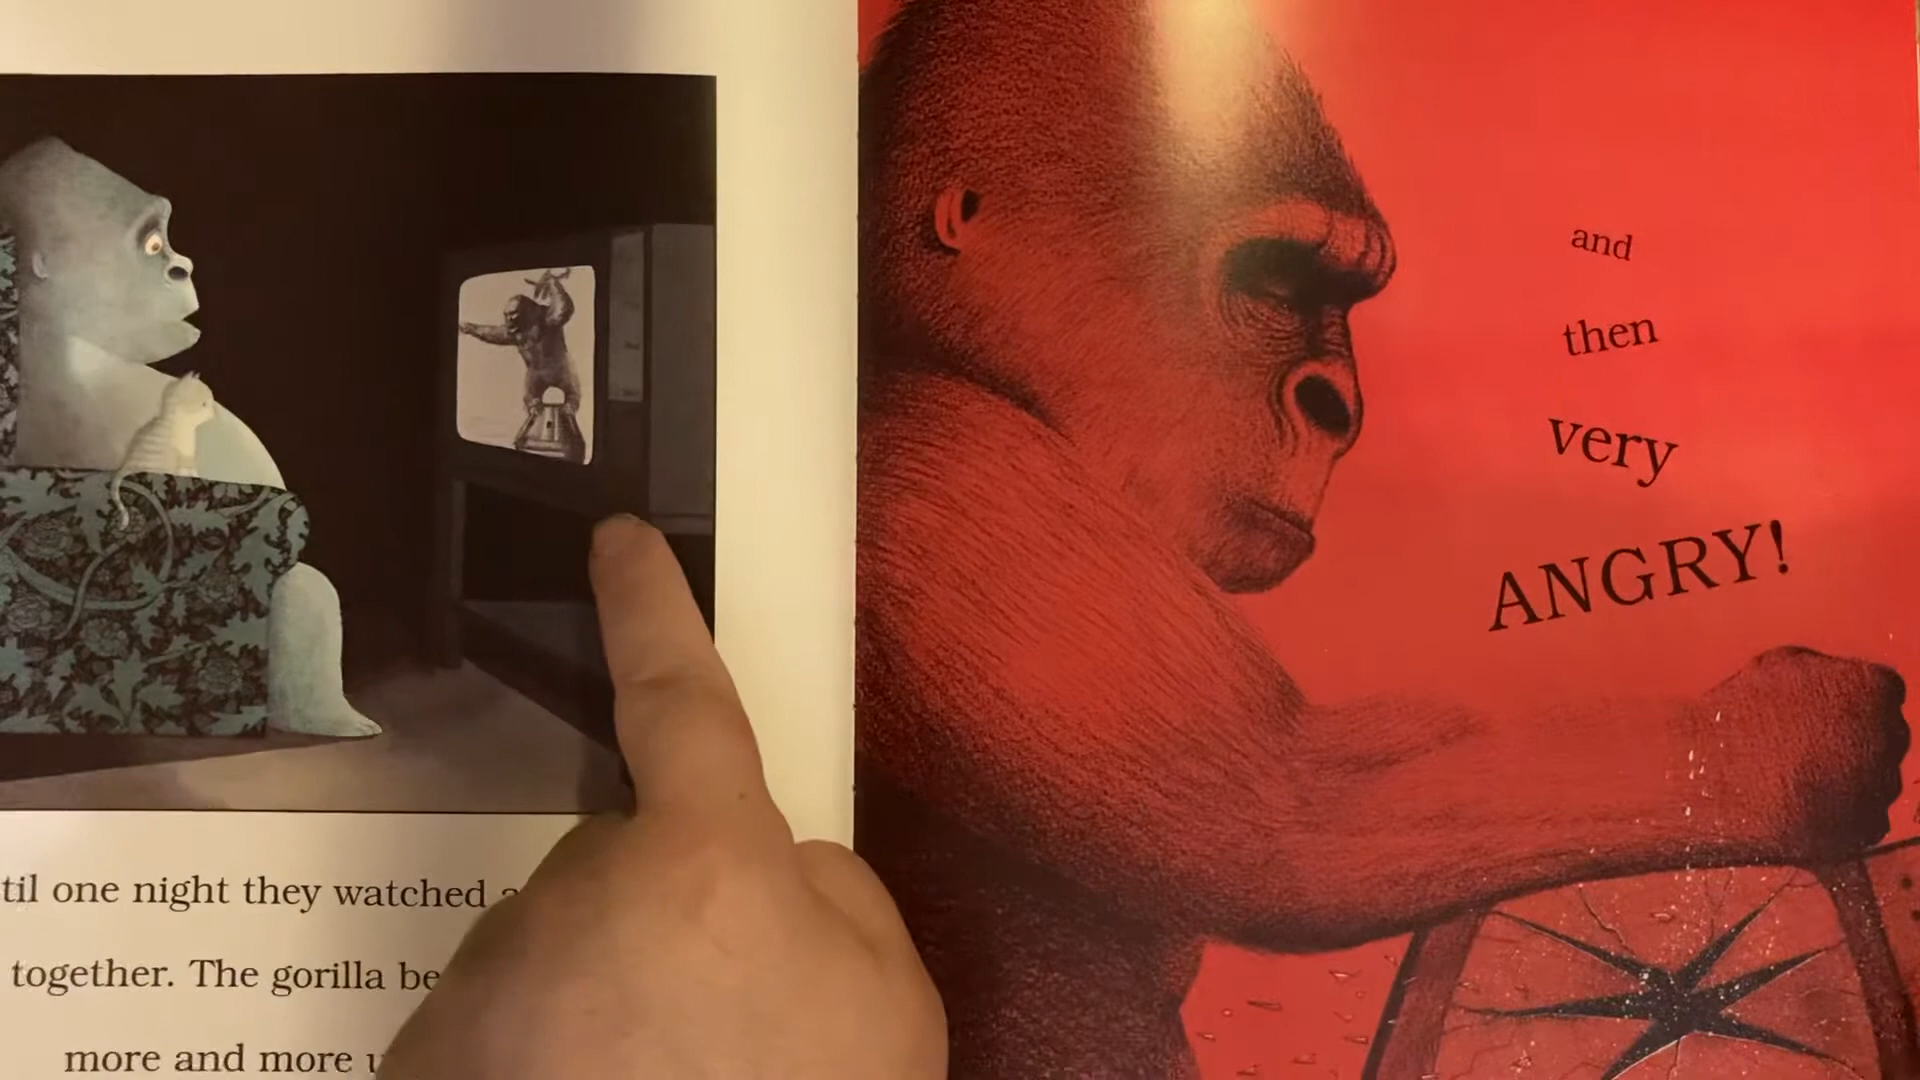 til one night they watched
together. The gorilla be
more and more
and
then
very
ANGRY!